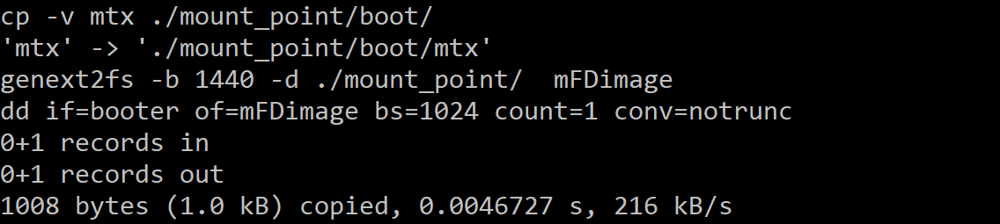 cp -v mtx ./mount_point/boot/
'mtx' -> './mount_point/boot/mtx'
genext2fs -b 1440 -d ./mount_point/  mFDimage
dd if=booter of=mFDimage bs=1024 count=1 conv=notrunc
0+1 records in
0+1 records out
1008 bytes (1.0 kB) copied, 0.0046727 s, 216 kB/s